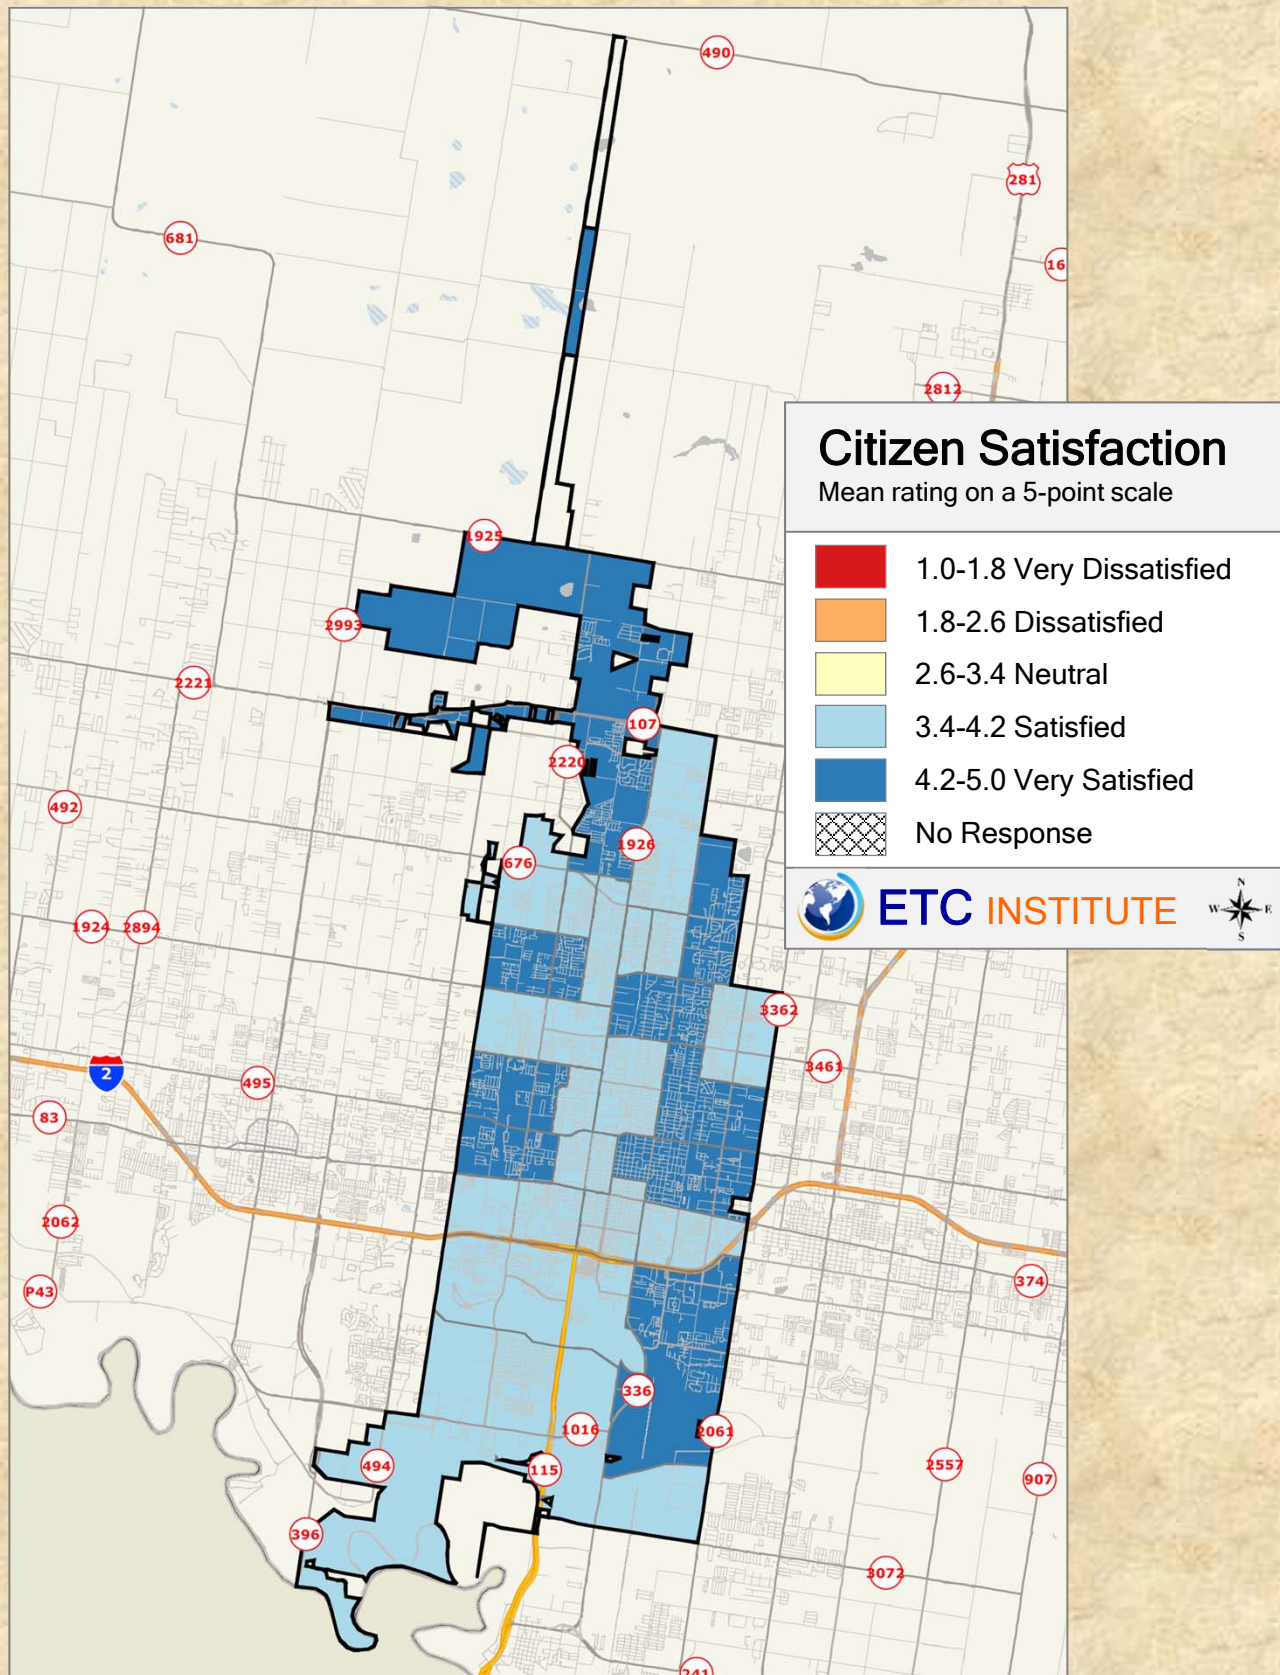 490
281
681
16
2812
Citizen Satisfaction
Mean rating on a 5-point scale
1.0-1.8 Very Dissatisfied
1.8-2.6 Dissatisfied
2.6-3.4 Neutral
3.4-4.2 Satisfied
4.2-5.0 Very Satisfied
No Response
ETC INSTITUTE
N
W E
S
1925
2993
2221
107
2220
492
1926
676
1924
2894
3362
3461
2
495
83
2062
P43
374
336
1016
2061
494
115
2557
907
396
3072
241